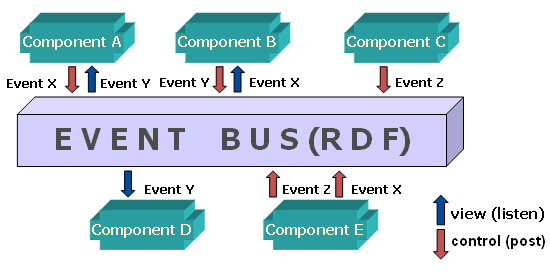 Component A
Component B
Component C
Event X
Event Y
Event Y
Event X
Event Z
EVENT BUS(RDF)
Event Y
Event Z
Event X
Component D
Component E
view (listen)
control (post)